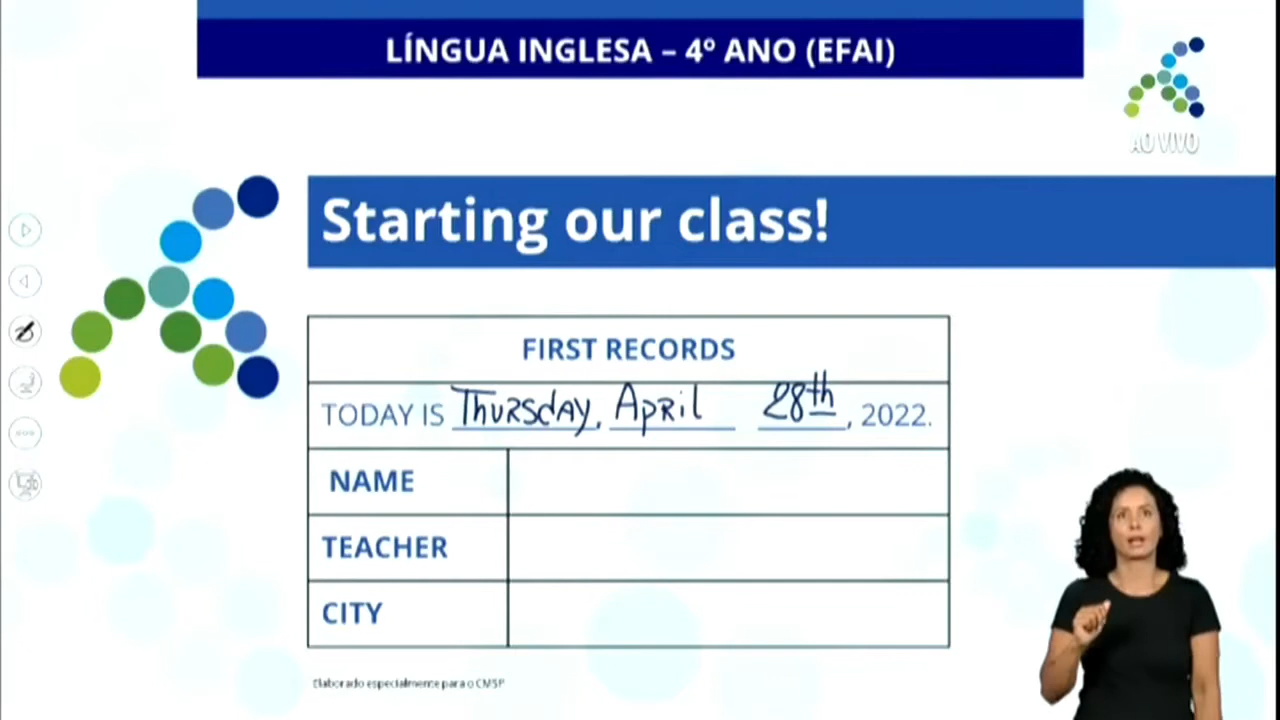 LÍNGUA INGLESA – 4º ANO (EFAI)
AO VIVO
Starting our class!
FIRST RECORDS
TODAY IS Thursday, April 28th, 2022.
NAME
TEACHER
CITY
Elaborado especialmente para o CMSP